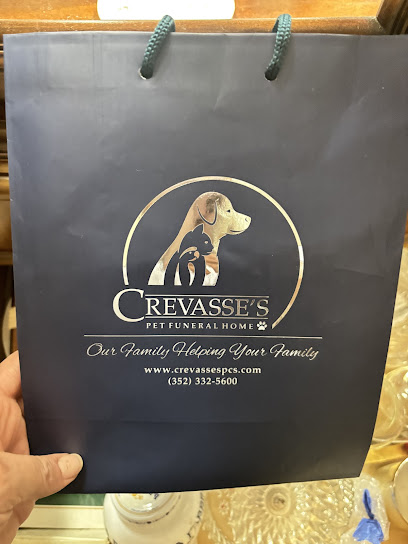 CREVASSE'S
PET FUNERAL HOME
Our Family Helping Your Family
www.crevassespcs.com
(352) 332-5600